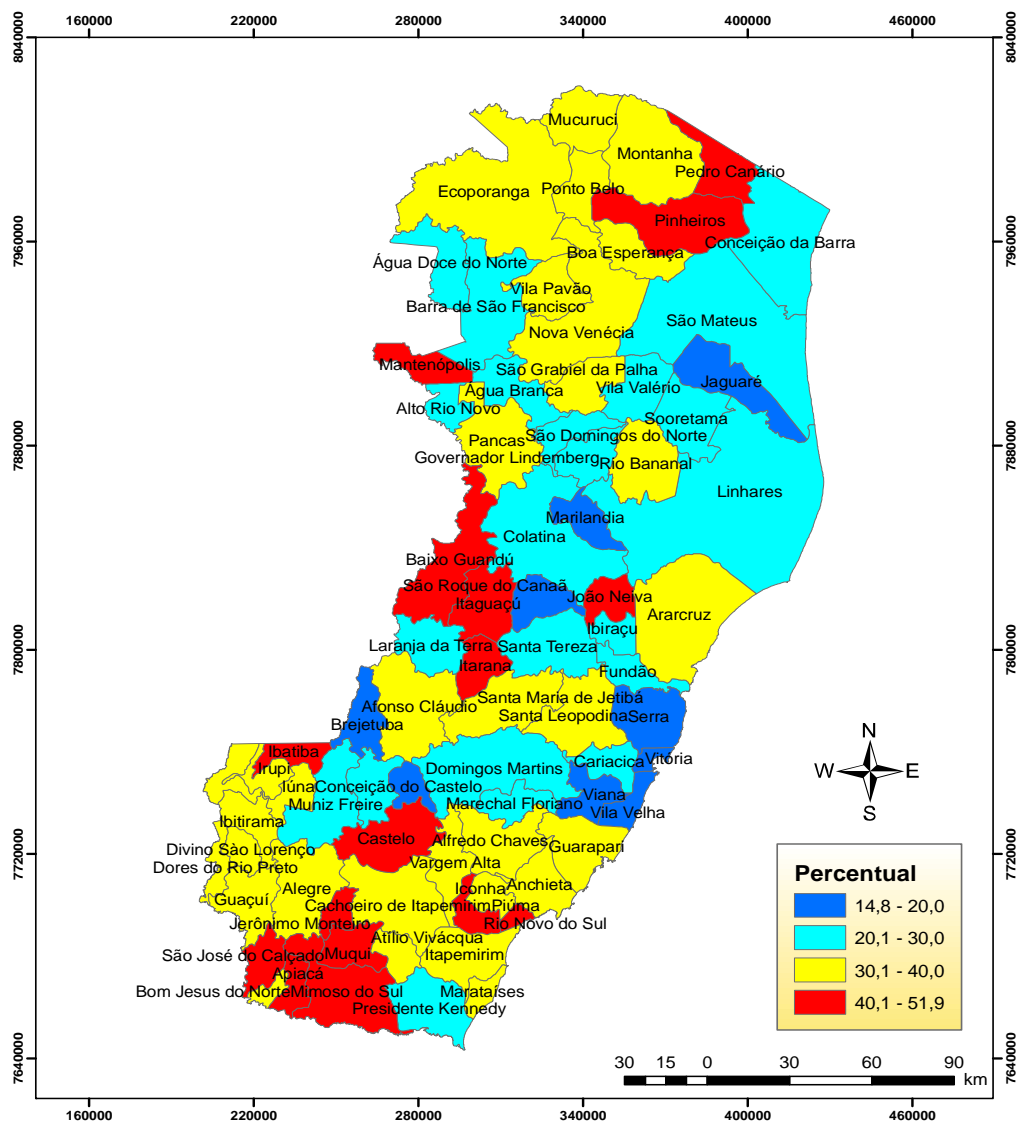 160000 220000 280000 340000 400000 460000
8040000 8040000
Mucuruci
Montanha
Pedro Canário
Ecoporanga
Ponto Belo
Pinheiros
7960000 7960000
Conceição da Barra
Boa Esperança
Água Doce do Norte
Vila Pavão
Barra de São Francisco
São Mateus
Nova Venécia
Mantenópolis
São Grabiel da Palha
Jaguaré
Água Branca
Vila Valério
Alto Rio Novo
Sooretama
7880000 7880000
Pancas
São Domingos do Norte
Governador Lindemberg
Rio Bananal
Linhares
Marilandia
Colatina
Baixo Guandú
São Roque do Canaã
João Neiva
Itaguaçú
Ararcruz
Ibiraçu
7800000 7800000
Laranja da Terra
Santa Tereza
Itarana
Fundão
Santa Maria de Jetibá
Afonso Cláudio
Santa Leopodina
Serra
Brejetuba
N
Ibatiba
Vitória
Cariacica
W E
Irupi
Domingos Martins
Iúna
Conceição do Castelo
Viana
Muniz Freire
Marechal Floriano
Vila Velha
S
Ibitirama
Castelo
Alfredo Chaves
Guarapari
Divino Sào Lorenço
7720000 7720000
Dores do Rio Preto
Vargem Alta
Percentual
Alegre
Iconha
Anchieta
Guaçuí
Cachoeiro de Itapemirim
Piúma
14,8 - 20,0
Jerônimo Monteiro
Rio Novo do Sul
20,1 - 30,0
Atílio Vivácqua
São José do Calçado
Muqui
Itapemirim
30,1 - 40,0
Apiacá
Bom Jesus do Norte
Mimoso do Sul
Marataíses
40,1 - 51,9
Presidente Kennedy
7640000 7640000
30 15 0 30 60 90
km
160000 220000 280000 340000 400000 460000